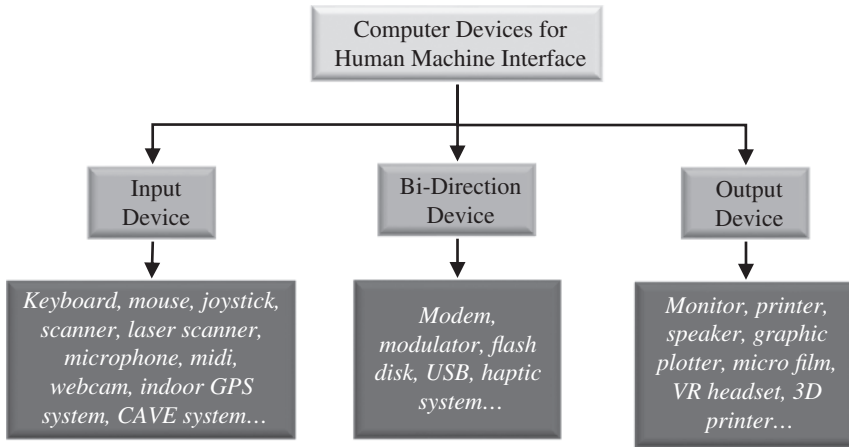 Computer Devices for
Human Machine Interface
Input
Device
Bi-Direction
Device
Output
Device
Keyboard, mouse, joystick,
scanner, laser scanner,
microphone, midi,
webcam, indoor GPS
system, CAVE system…
Modem,
modulator, flash
disk, USB, haptic
system…
Monitor, printer,
speaker, graphic
plotter, micro film,
VR headset, 3D
printer…